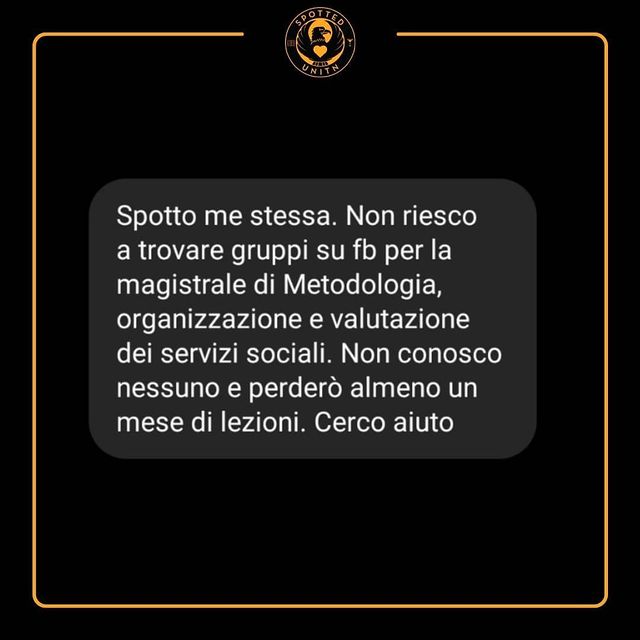 SPOTTED
UNITN
Spotto me stessa. Non riesco
a trovare gruppi su fb per la
magistrale di Metodologia,
organizzazione e valutazione
dei servizi sociali. Non conosco
nessuno e perderò almeno un
mese di lezioni. Cerco aiuto